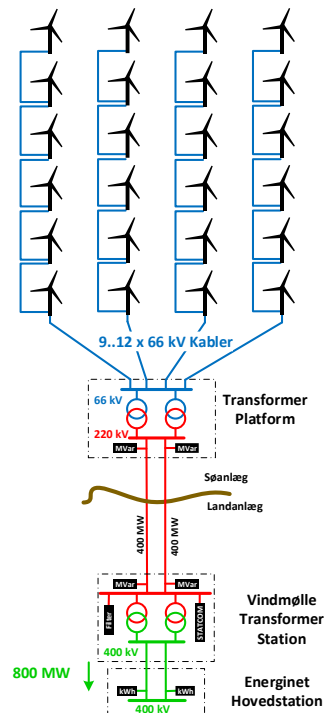 9..12 x 66 kV Kabler
66 kV
Transformer
Platform
220 kV
MVar
MVar
Søanlæg
Landanlæg
400 MW
400 MW
MVar
MVar
Filter
STATCOM
Vindmølle
Transformer
Station
400 kV
800 MW
kWh
kWh
Energinet
Hovedstation
400 kV